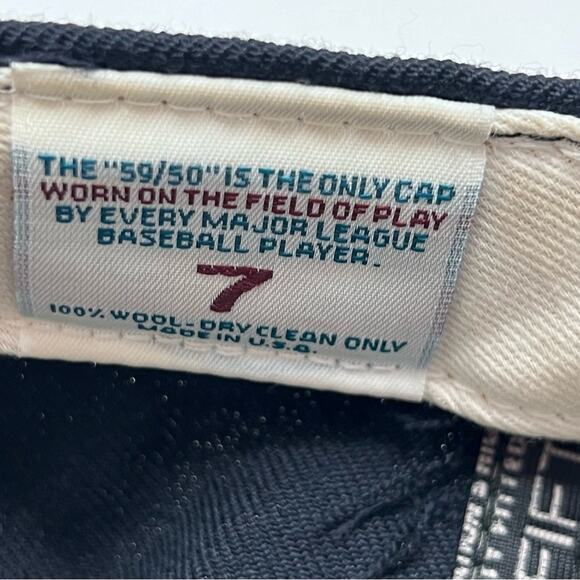 THE "59/50" IS THE ONLY CAP
WORN ON THE FIELD OF PLAY
BY EVERY MAJOR LEAGUE
BASEBALL PLAYER.
7
100% WOOL - DRY CLEAN ONLY
MADE IN U.S.A.
FIFT